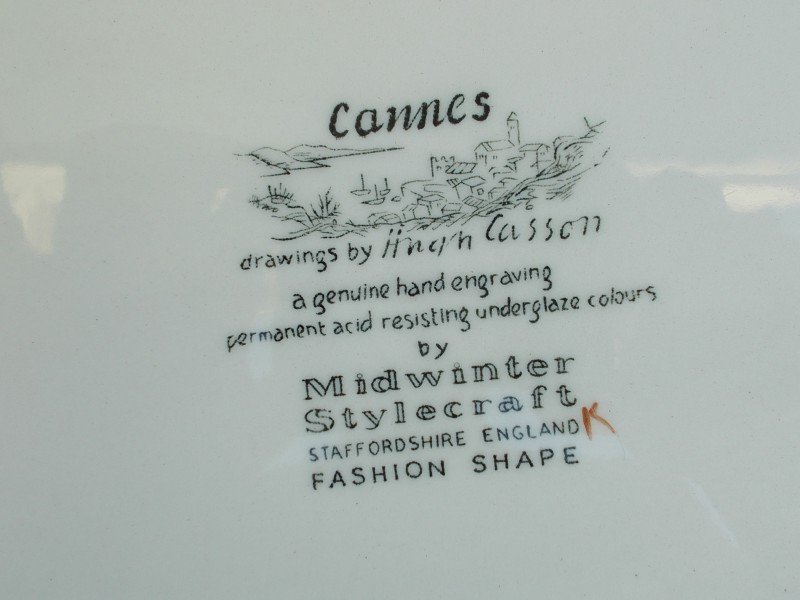 Cannes
drawings by Hugh Casson
a genuine hand engraving
permanent acid resisting underglaze colours
by
Midwinter
Stylecraft
STAFFORDSHIRE ENGLAND K
FASHION SHAPE